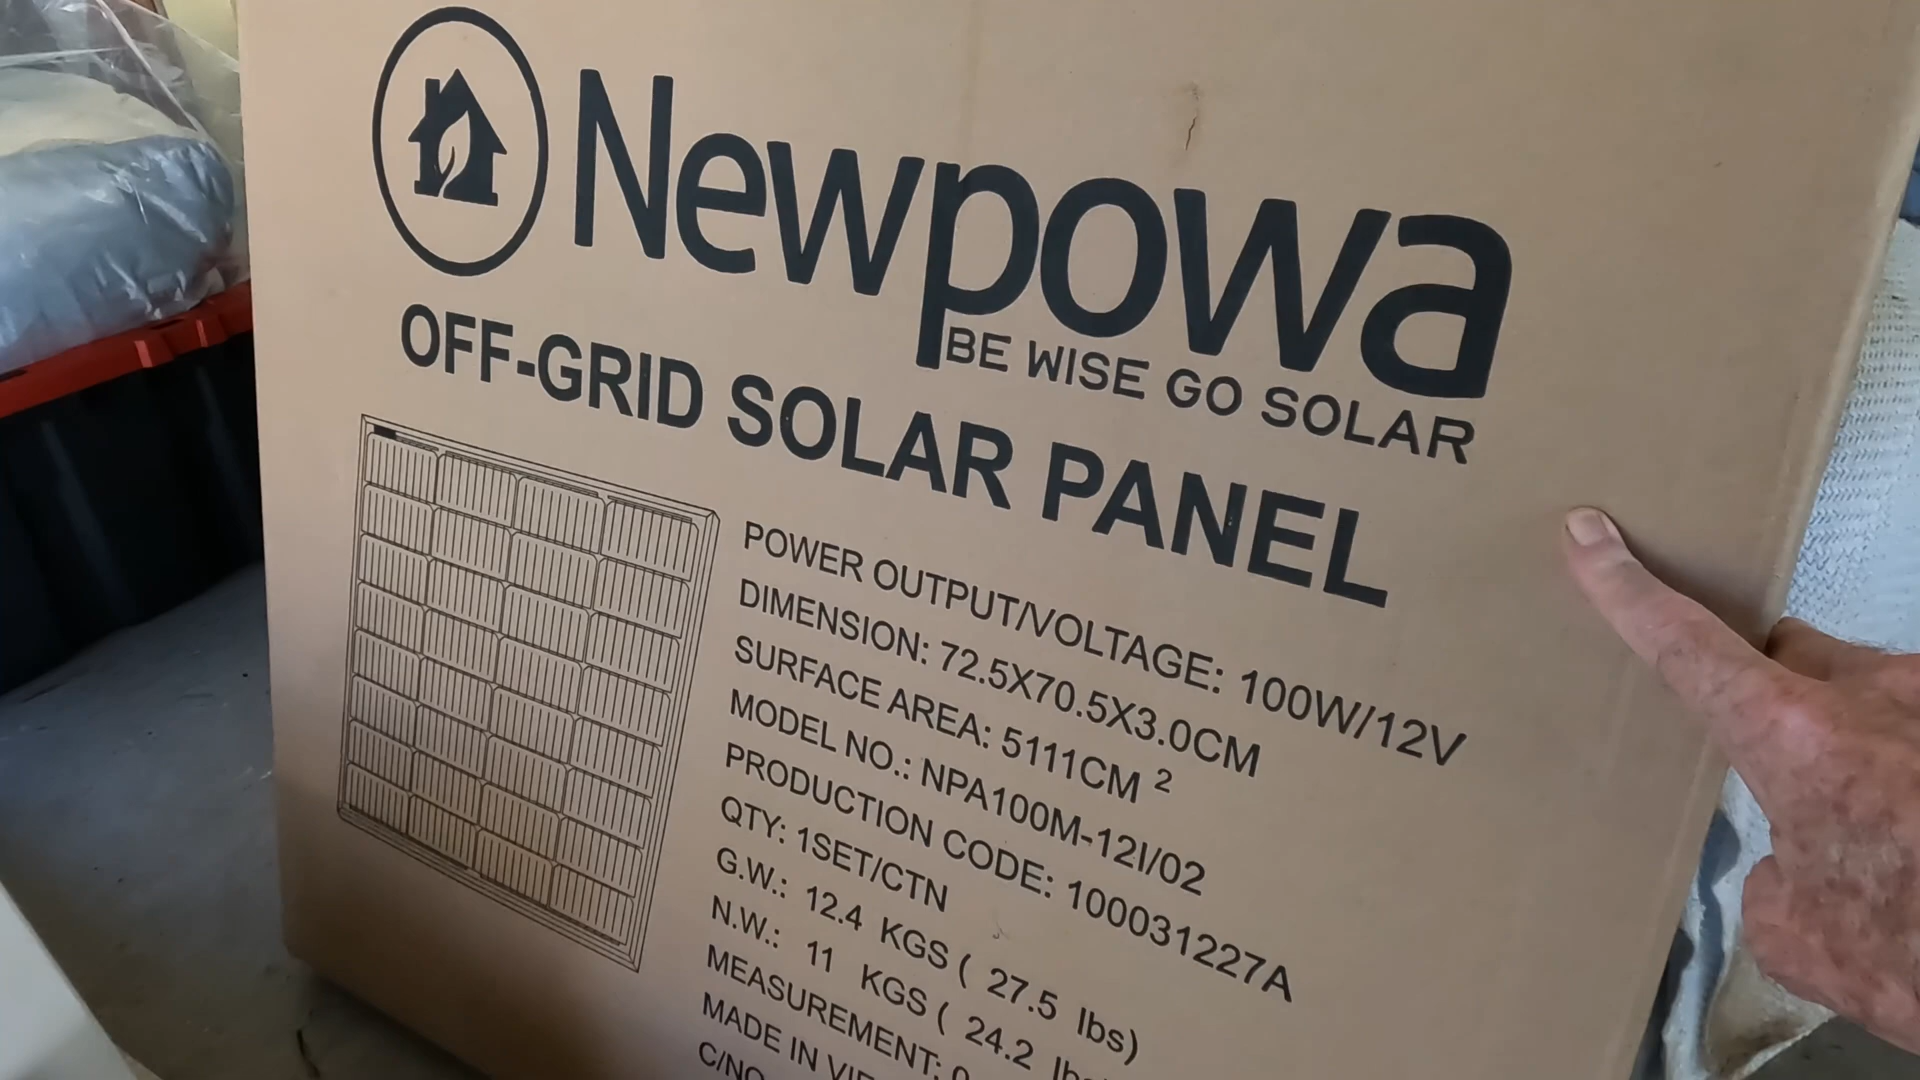 Newpowa
BE WISE GO SOLAR
OFF-GRID SOLAR PANEL
POWER OUTPUT/VOLTAGE: 100W/12V
DIMENSION: 72.5X70.5X3.0CM
SURFACE AREA: 5111CM ²
MODEL NO.: NPA100M-12I/02
PRODUCTION CODE: 100031227A
QTY: 1SET/CTN
G.W.: 12.4 KGS ( 27.5 lbs)
N.W.: 11 KGS ( 24.2
MEASUREMENT:
MADE IN
C/NO